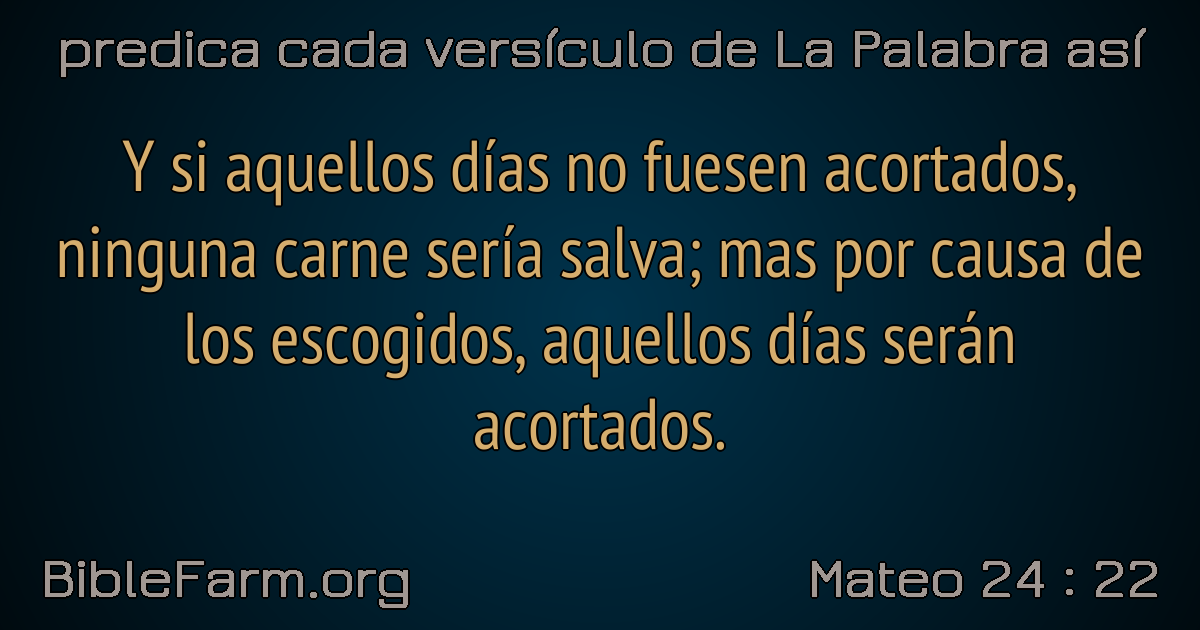 predica cada versículo de La Palabra así
Y si aquellos días no fuesen acortados,
ninguna carne sería salva; mas por causa de
los escogidos, aquellos días serán
acortados.
BibleFarm.org
Mateo 24 : 22